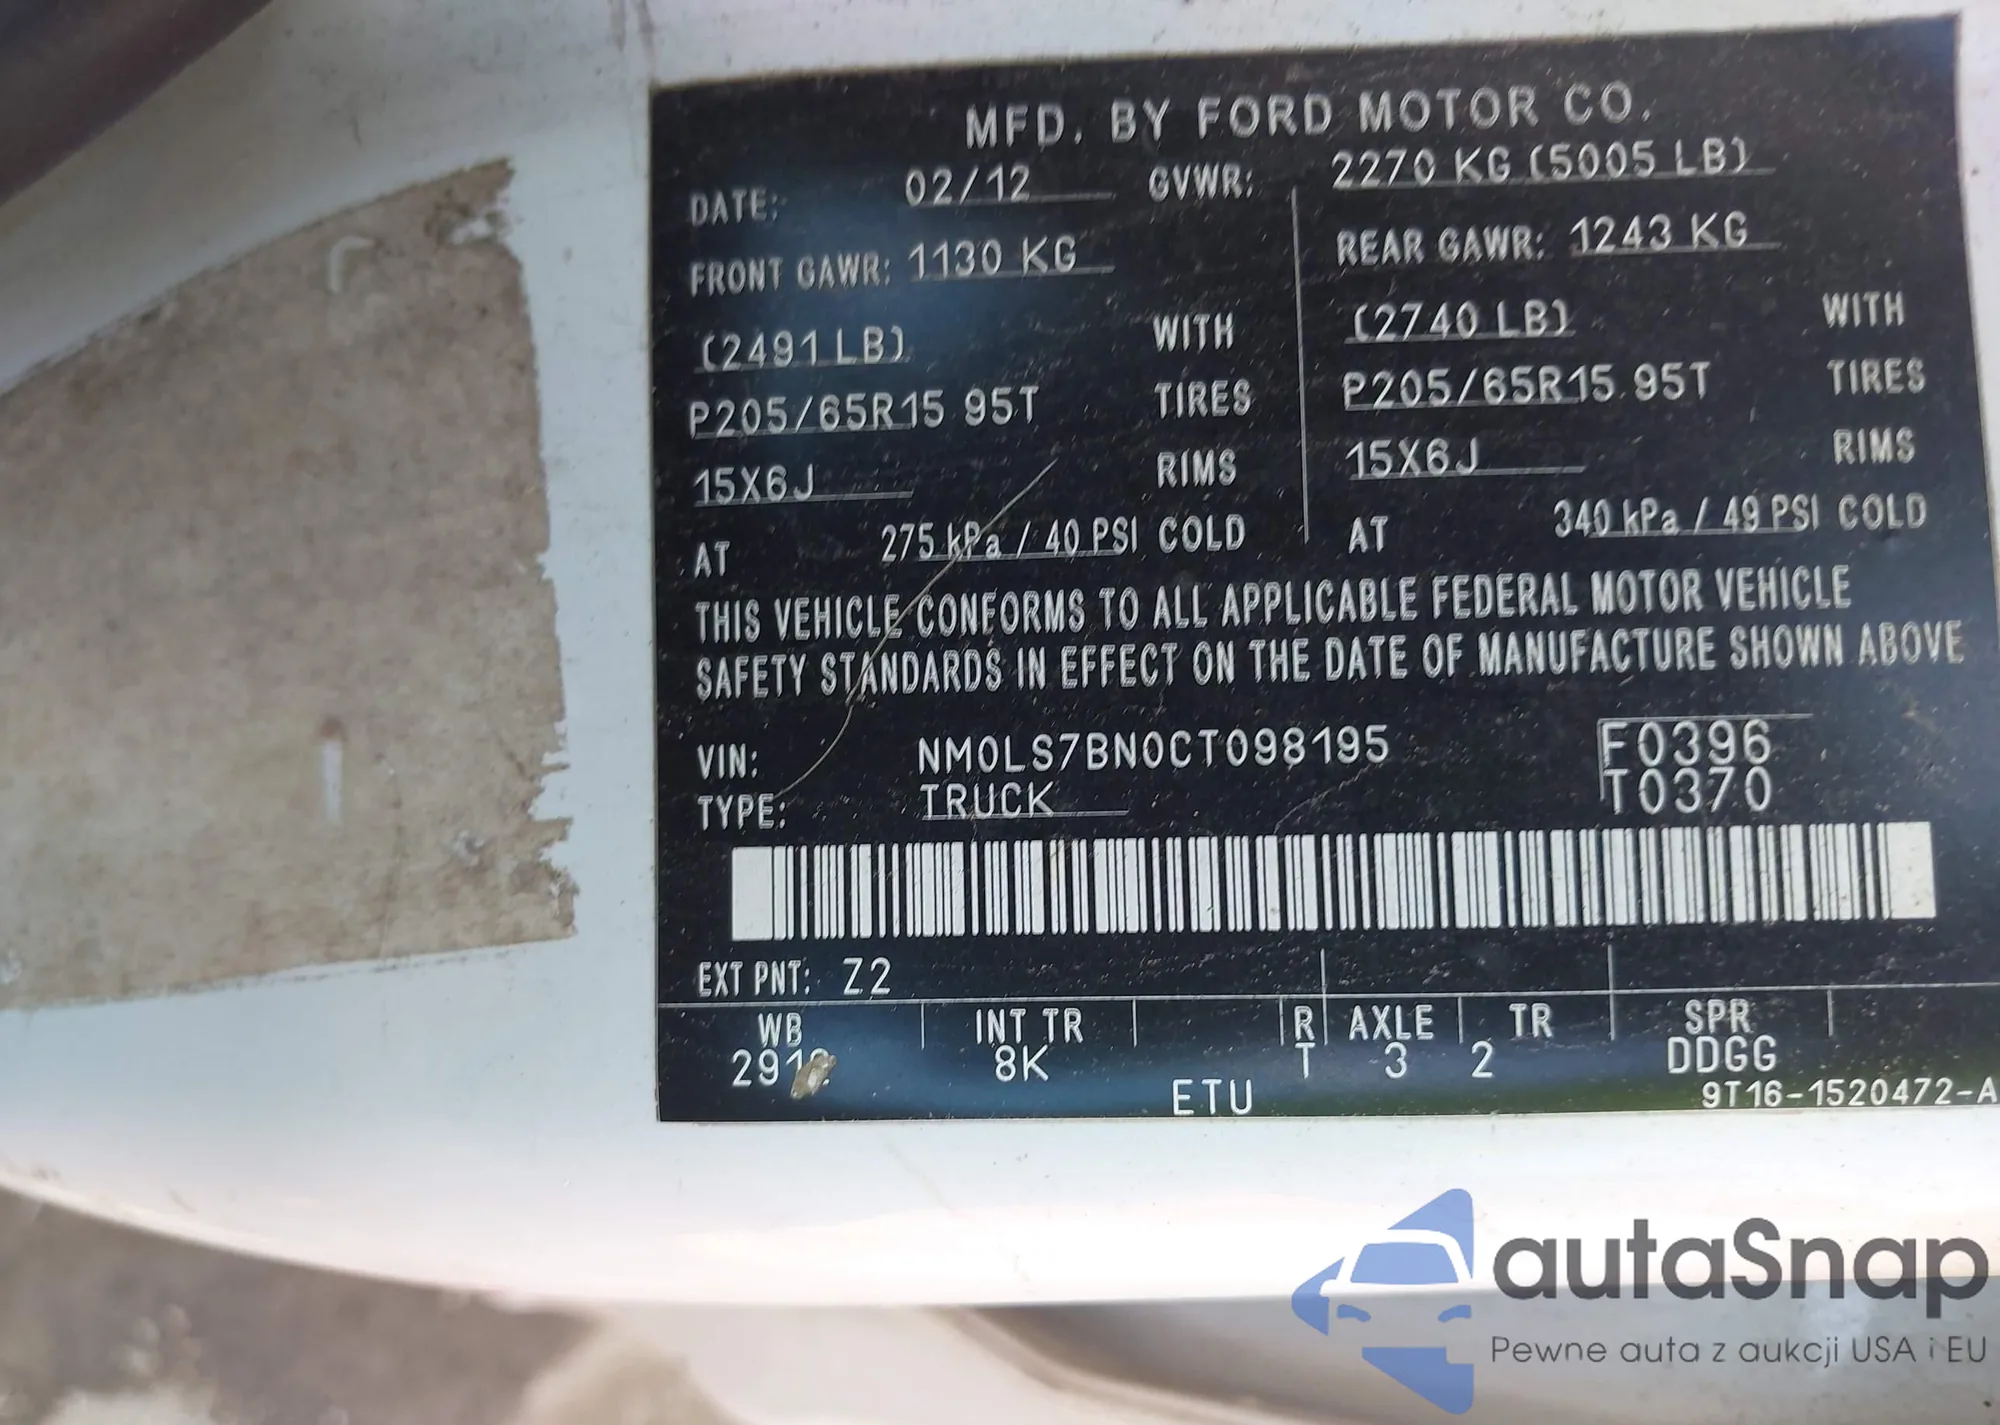 MFD. BY FORD MOTOR CO.
DATE: 02/12 GVWR: 2270 KG (5005 LB)
FRONT GAWR: 1130 KG REAR GAWR: 1243 KG
(2491 LB) WITH (2740 LB) WITH
P205/65R15 95T TIRES P205/65R15 95T TIRES
15X6J RIMS 15X6J RIMS
AT 275 kPa / 40 PSI COLD AT 340 kPa / 49 PSI COLD
THIS VEHICLE CONFORMS TO ALL APPLICABLE FEDERAL MOTOR VEHICLE
SAFETY STANDARDS IN EFFECT ON THE DATE OF MANUFACTURE SHOWN ABOVE
VIN: NM0LS7BN0CT098195 F0396
TYPE: TRUCK T0370
EXT PNT: Z2
WB INT TR R AXLE TR SPR
8K T 3 2 DDGG
ETU 9T16-1520472-A
autaSnap
Pewne auta z aukcji USA i EU